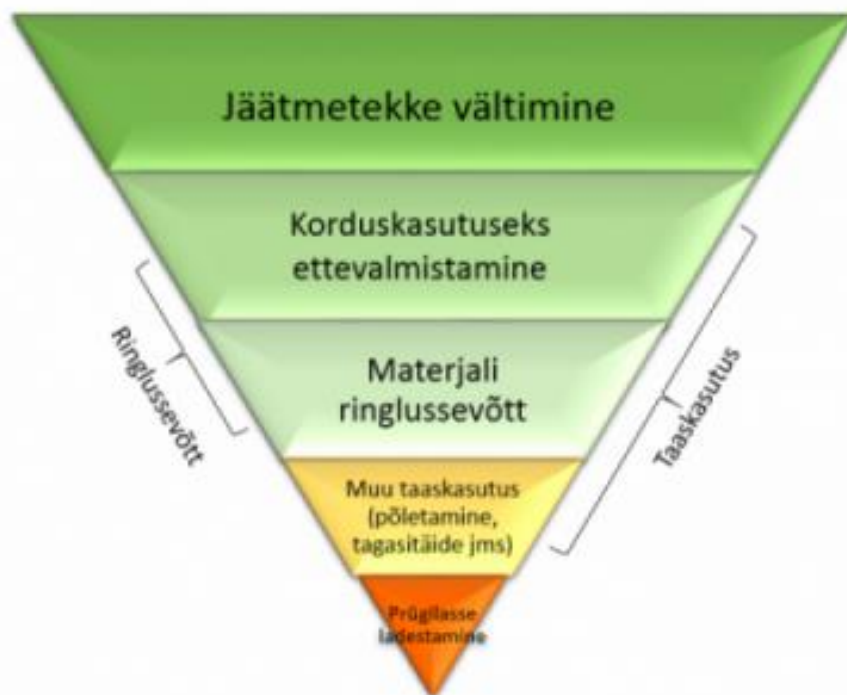 Jäätmetekke vältimine
Korduskasutuseks
ettevalmistamine
Materjali
ringlussevõtt
Muu taaskasutus
(põletamine,
tagasitäide jms)
Prügilasse
ladestamine
Ringlussevõtt
Taaskasutus